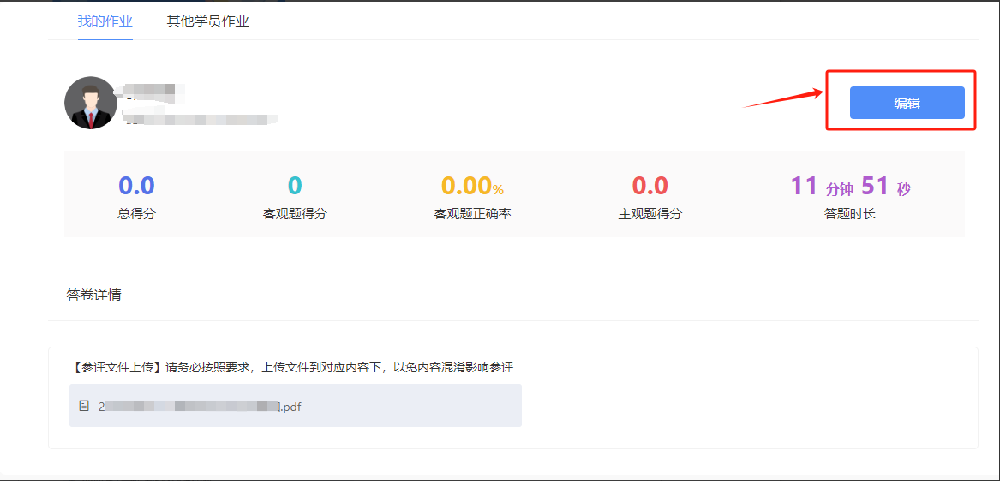 我的作业 其他学员作业
编辑
0.0 0 0.00% 0.0 11 分钟 51 秒
总得分 客观题得分 客观题正确率 主观题得分 答题时长
答卷详情
【参评文件上传】请务必按照要求，上传文件到对应内容下，以免内容混淆影响参评
2 .pdf